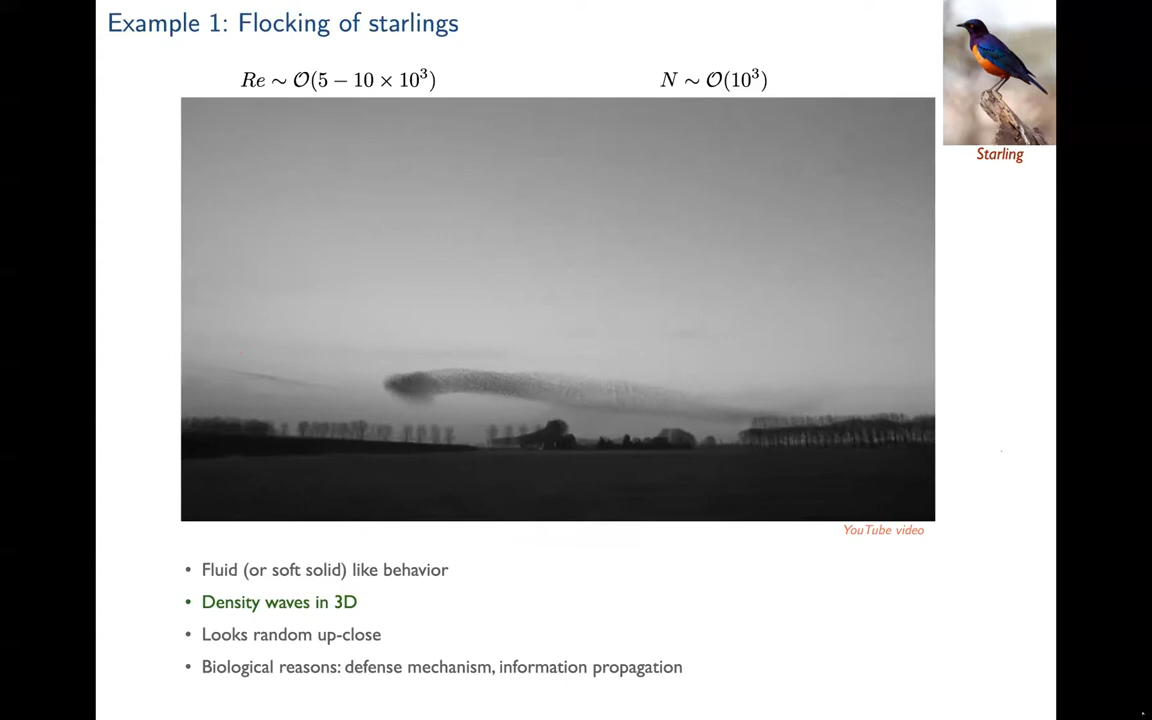 Example 1: Flocking of starlings
Re ∼ 𝒪(5 − 10 × 10³)
N ∼ 𝒪(10³)
Starling
YouTube video
• Fluid (or soft solid) like behavior
• Density waves in 3D
• Looks random up-close
• Biological reasons: defense mechanism, information propagation